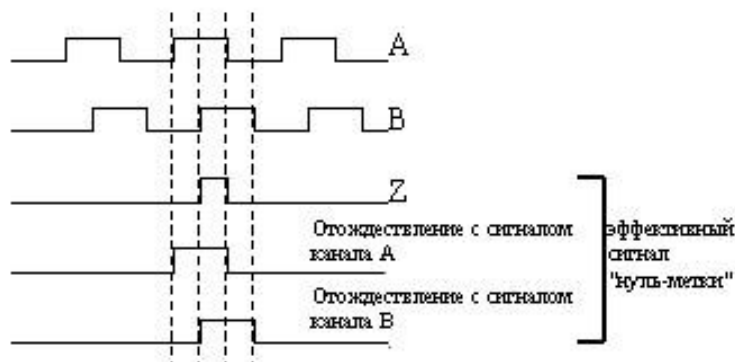 A
B
Z
Отождествление с сигналом
канала А
Отождествление с сигналом
канала В
эффективный
сигнал
"нуль-метки"